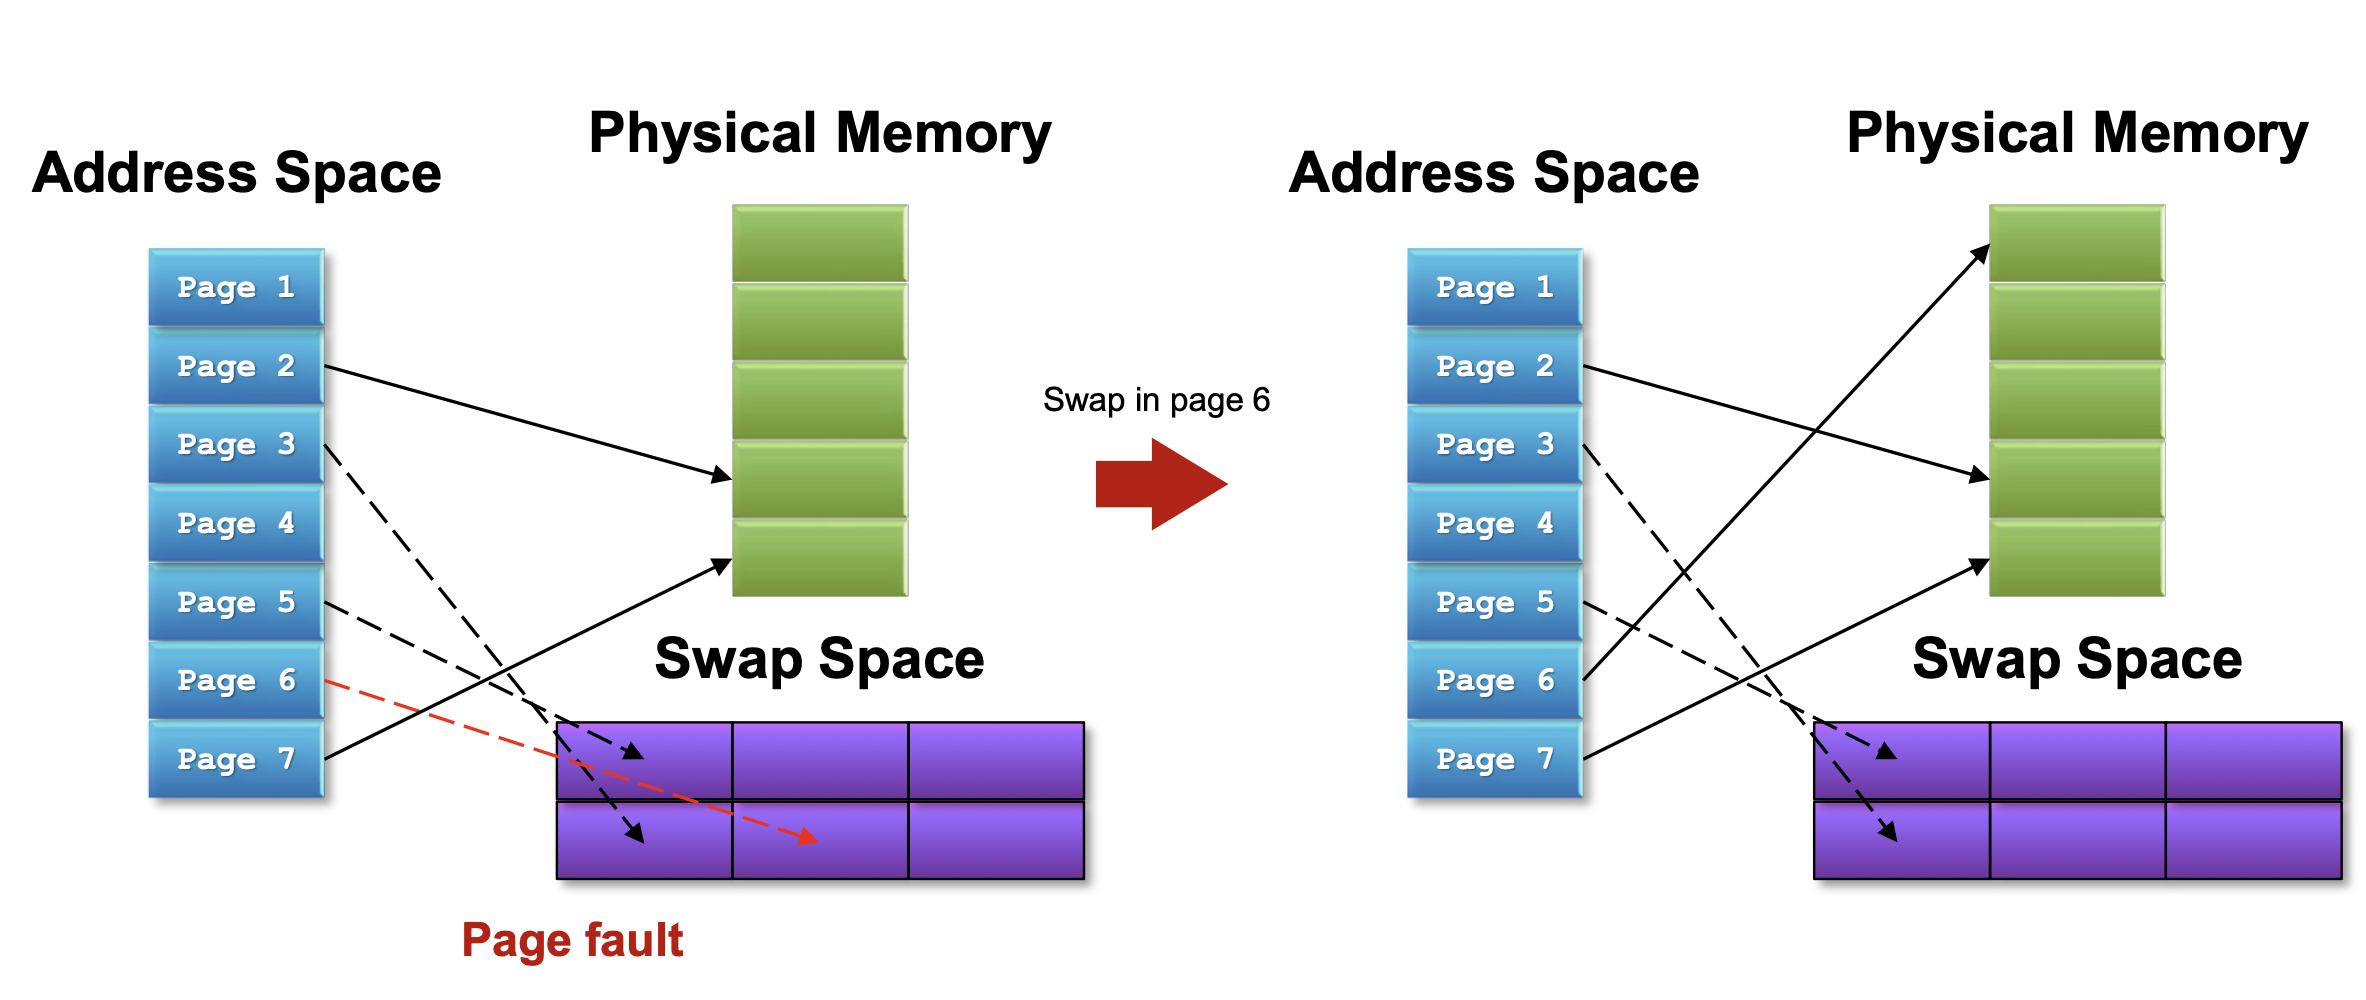 Address Space
Physical Memory
Page 1
Page 2
Page 3
Page 4
Page 5
Page 6
Page 7
Swap Space
Page fault
Swap in page 6
Address Space
Physical Memory
Page 1
Page 2
Page 3
Page 4
Page 5
Page 6
Page 7
Swap Space